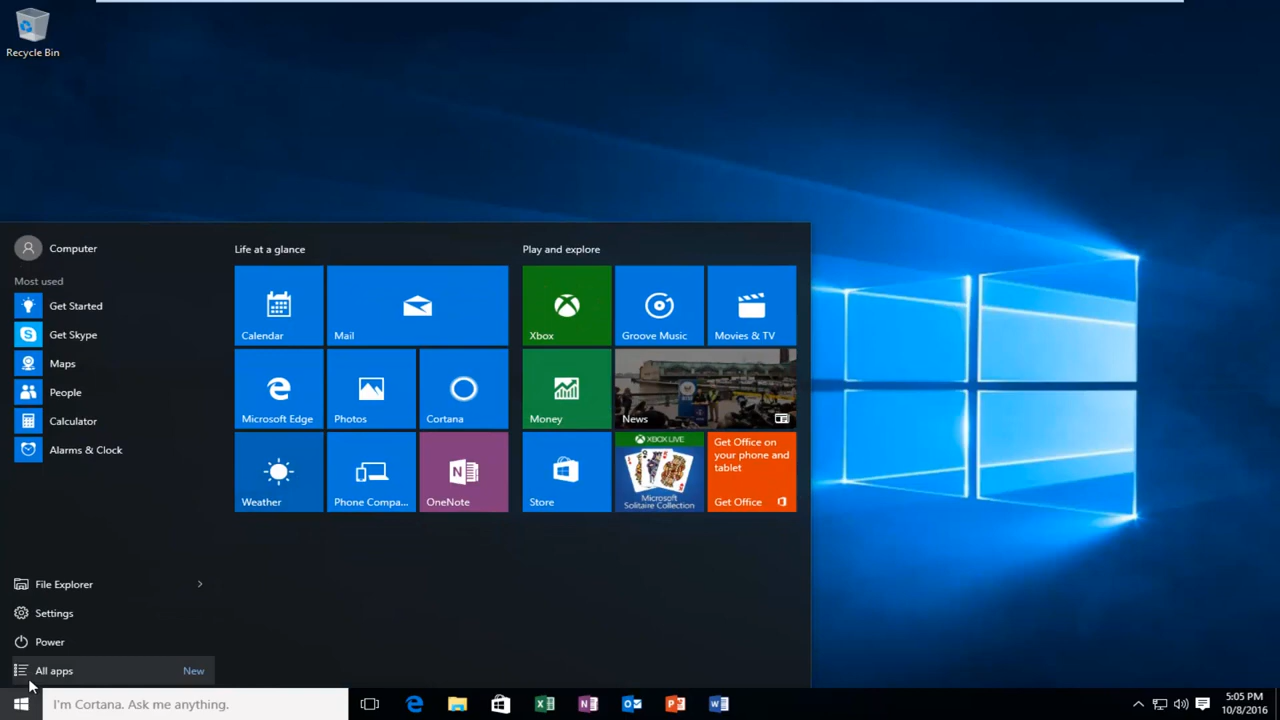 Recycle Bin
Computer
Most used
Get Started
Get Skype
Maps
People
Calculator
Alarms & Clock
File Explorer
Settings
Power
All apps
New
Life at a glance
Calendar
Mail
Microsoft Edge
Photos
Cortana
Weather
Phone Compa...
OneNote
Play and explore
Xbox
Groove Music
Movies & TV
Money
News
Store
XBOX LIVE
Microsoft
Solitaire Collection
Get Office on
your phone and
tablet
Get Office
I'm Cortana. Ask me anything.
5:05 PM
10/8/2016